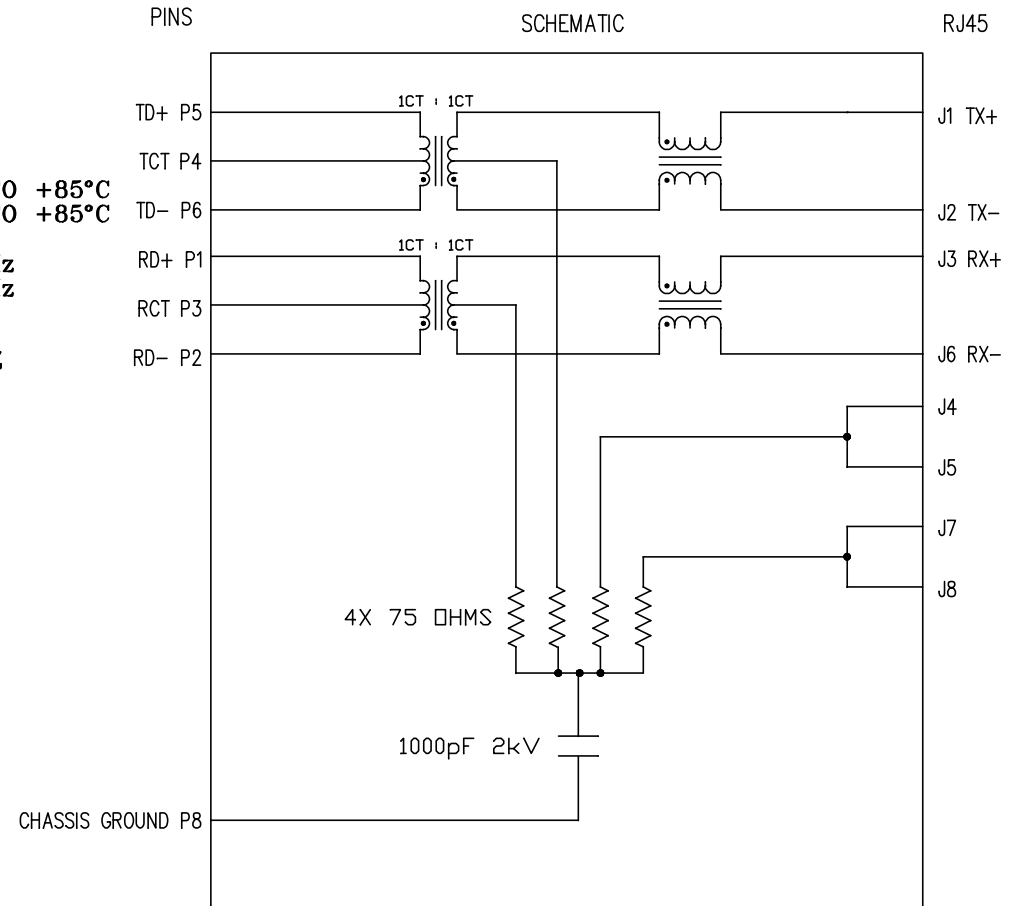 PINS
SCHEMATIC
RJ45
1CT : 1CT
TD+ P5
J1 TX+
TCT P4
O +85°C
O +85°C
TD- P6
J2 TX-
1CT : 1CT
RD+ P1
J3 RX+
z
z
RCT P3
RD- P2
J6 RX-
J4
J5
J7
J8
4X 75 OHMS
1000pF 2kV
CHASSIS GROUND P8